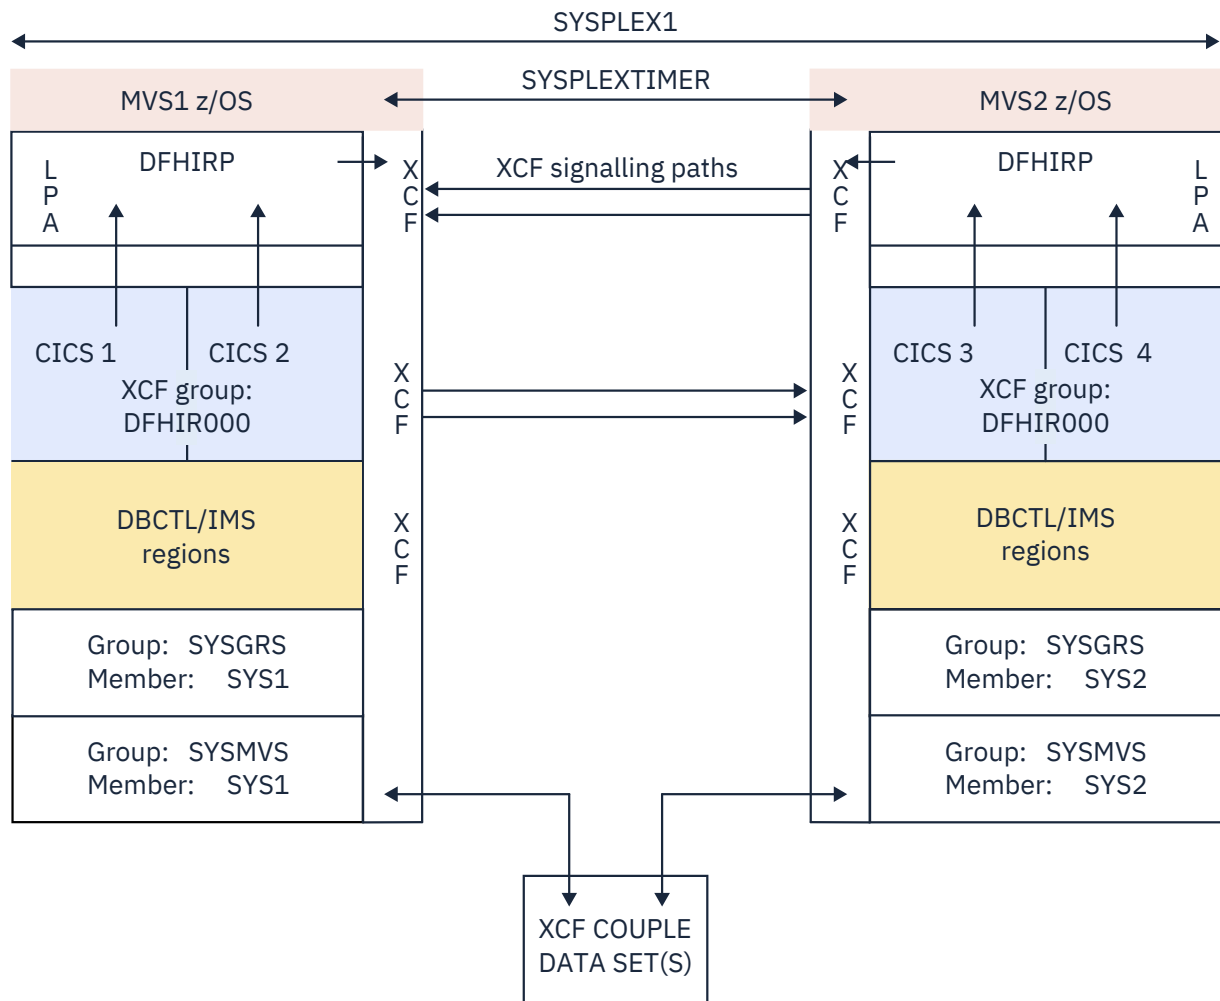 SYSPLEX1
SYSPLEXTIMER
MVS1 z/OS
MVS2 z/OS
L
P
A
DFHIRP
X
C
F
XCF signalling paths
X
C
F
DFHIRP
L
P
A
CICS 1
CICS 2
XCF group:
DFHIR000
X
C
F
X
C
F
CICS 3
CICS 4
XCF group:
DFHIR000
DBCTL/IMS
regions
X
C
F
X
C
F
DBCTL/IMS
regions
Group: SYSGRS
Member: SYS1
Group: SYSGRS
Member: SYS2
Group: SYSMVS
Member: SYS1
Group: SYSMVS
Member: SYS2
XCF COUPLE
DATA SET(S)